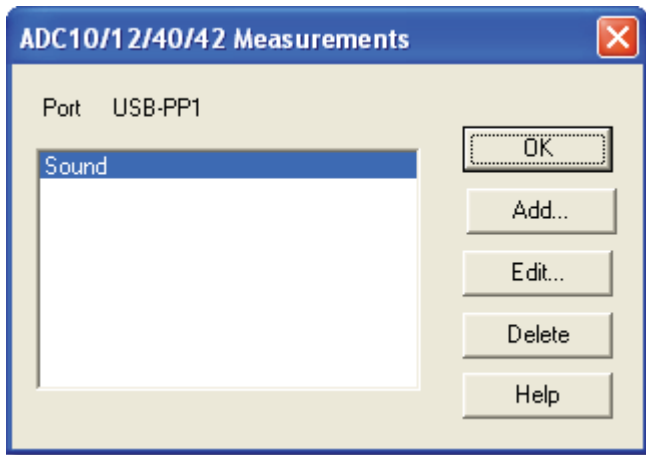 ADC10/12/40/42 Measurements
Port USB-PP1
Sound
OK
Add...
Edit...
Delete
Help